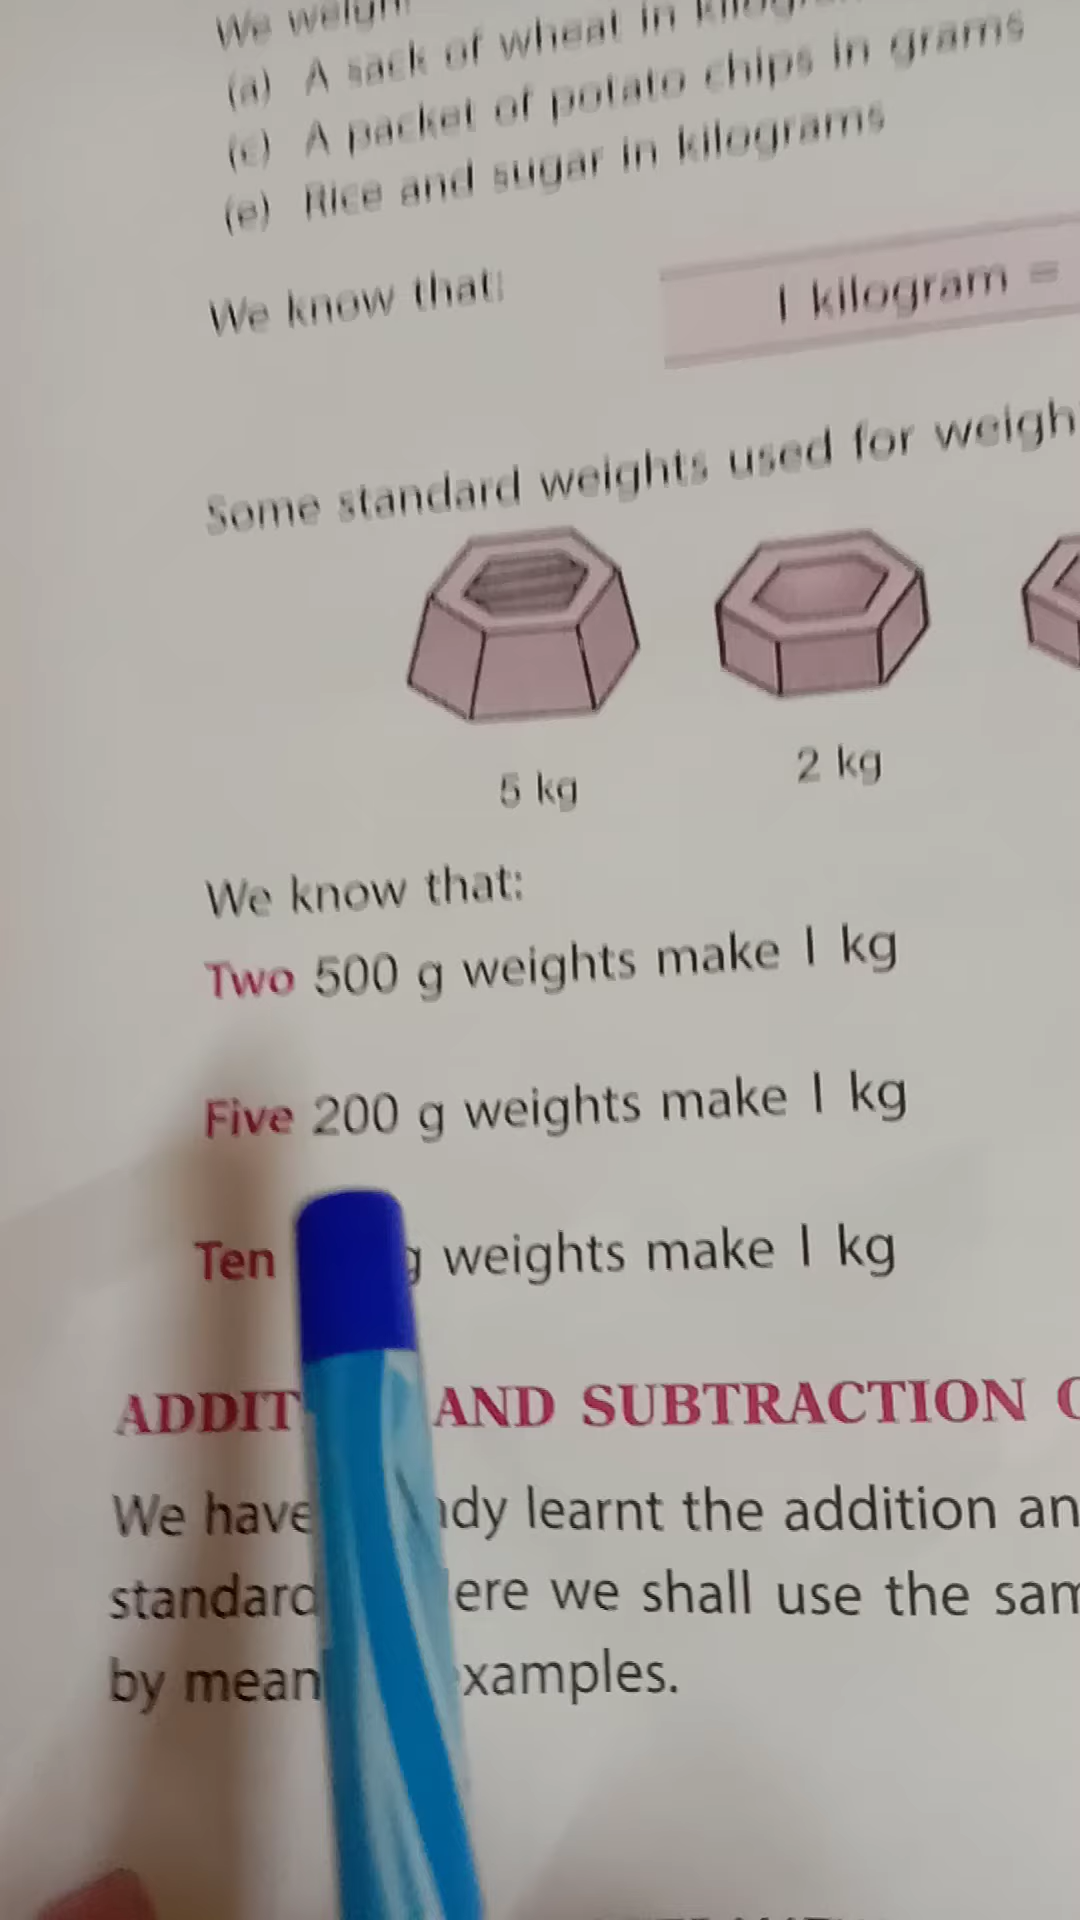 We weigh
(a) A sack of wheat in
(c) A packet of potato chips in grams
(e) Rice and sugar in kilograms
We know that:
1 kilogram =
Some standard weights used for weigh
5 kg
2 kg
We know that:
Two 500 g weights make 1 kg
Five 200 g weights make 1 kg
Ten g weights make 1 kg
ADDIT AND SUBTRACTION
We have learnt the addition an
standard ere we shall use the sam
by mean xamples.